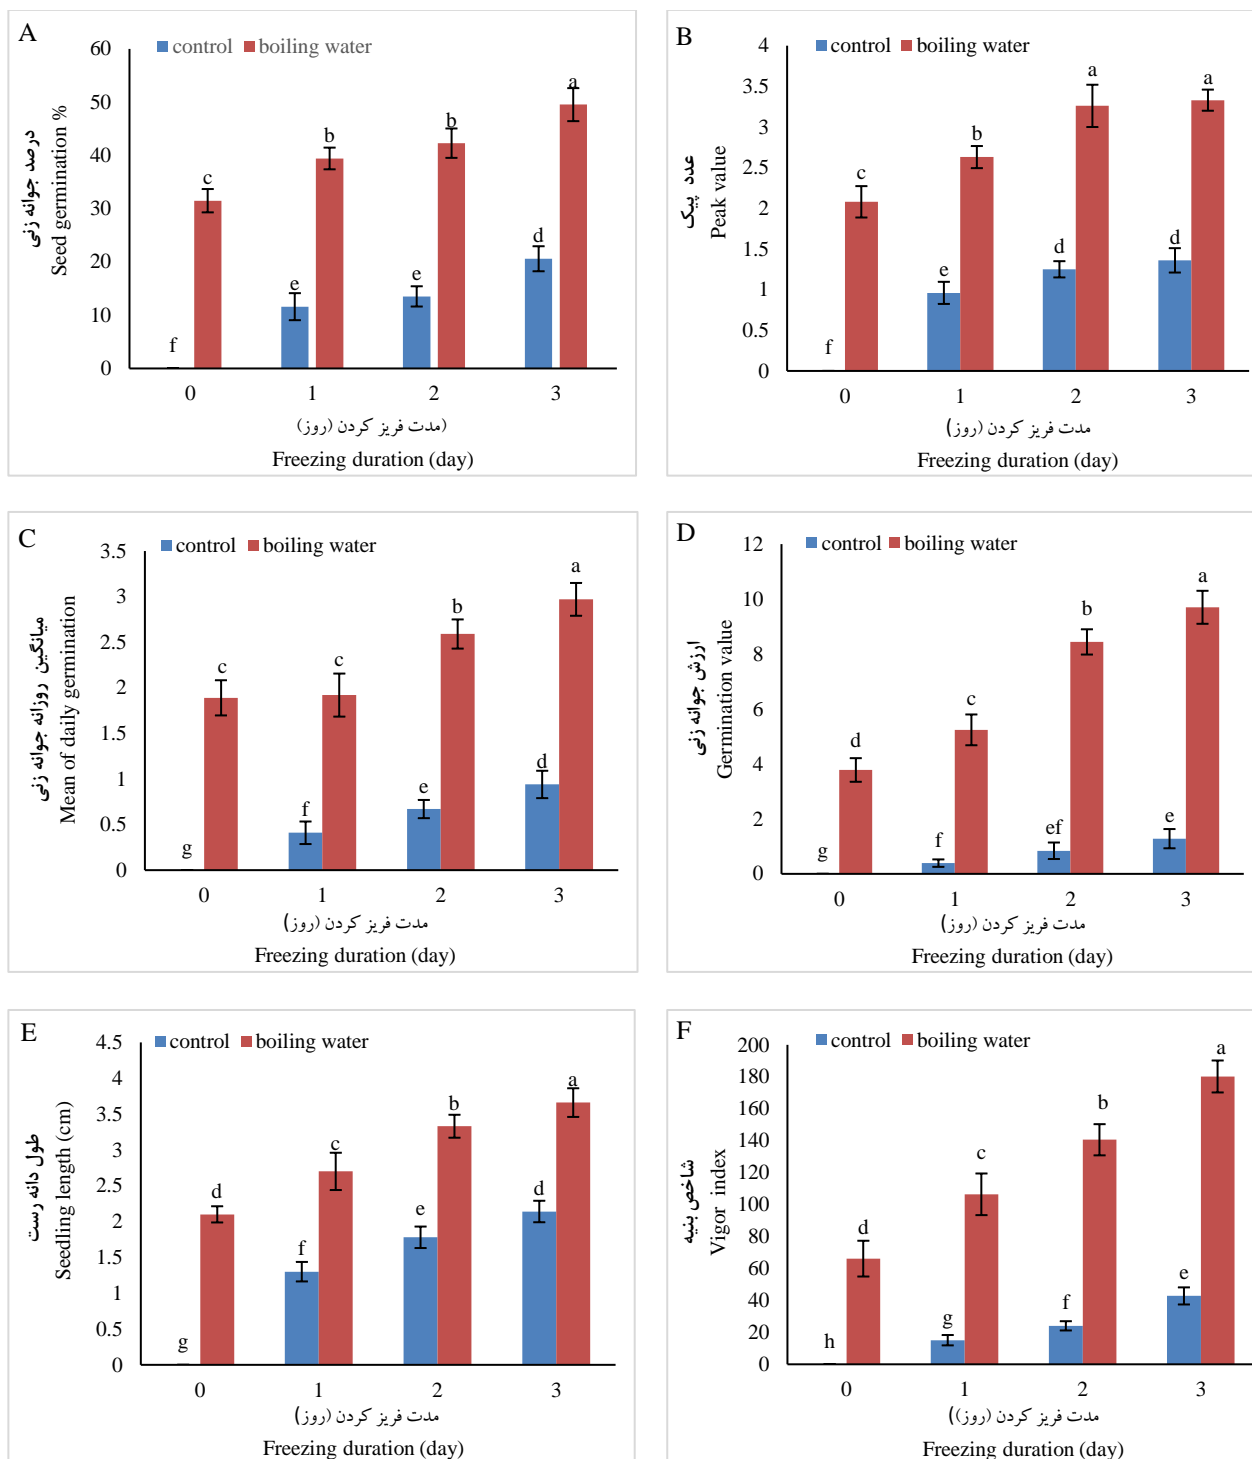 A
control boiling water
60
50
40
30
20
10
0
درصد جوانه زنی
Seed germination %
f
c
e
b
e
b
d
a
0 1 2 3
مدت فریز کردن (روز)
Freezing duration (day)
B
control boiling water
4
3.5
3
2.5
2
1.5
1
0.5
0
عدد پیک
Peak value
f
c
e
b
d
a
d
a
0 1 2 3
مدت فریز کردن (روز)
Freezing duration (day)
C
control boiling water
3.5
3
2.5
2
1.5
1
0.5
0
میانگین روزانه جوانه زنی
Mean of daily germination
g
c
f
c
e
b
d
a
0 1 2 3
مدت فریز کردن (روز)
Freezing duration (day)
D
control boiling water
12
10
8
6
4
2
0
ارزش جوانه زنی
Germination value
g
d
f
c
ef
b
e
a
0 1 2 3
مدت فریز کردن (روز)
Freezing duration (day)
E
control boiling water
4.5
4
3.5
3
2.5
2
1.5
1
0.5
0
طول دانه رست
Seedling length (cm)
g
d
f
c
e
b
d
a
0 1 2 3
مدت فریز کردن (روز)
Freezing duration (day)
F
control boiling water
200
180
160
140
120
100
80
60
40
20
0
شاخص بنیه
Vigor index
h
d
g
c
f
b
e
a
0 1 2 3
مدت فریز کردن (روز))
Freezing duration (day)